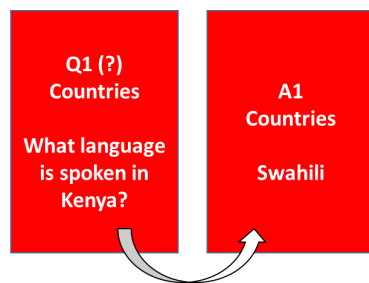 Q1 (?)
Countries
What language
is spoken in
Kenya?
A1
Countries
Swahili